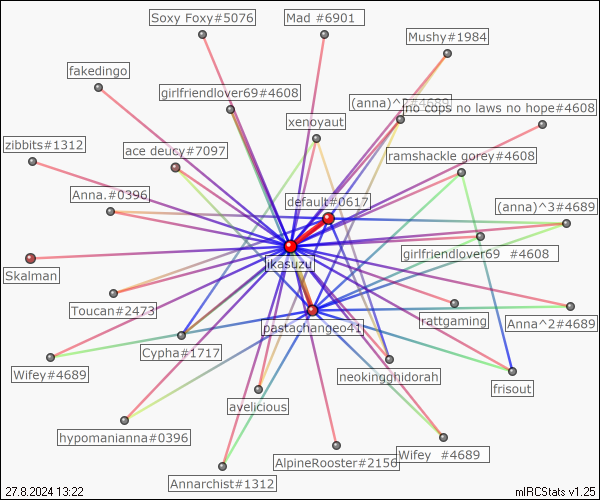 Soxy Foxy#5076
Mad #6901
Mushy#1984
fakedingo
girlfriendlover69#4608
(anna)^2#4689
no cops no laws no hope#4608
xenoyaut
zibbits#1312
ace deucy#7097
ramshackle gorey#4608
Anna.#0396
default#0617
(anna)^3#4689
girlfriendlover69  #4608
Skalman
ikasuzu
Toucan#2473
rattgaming
Anna^2#4689
pastachangeo41
Cypha#1717
Wifey#4689
neokingghidorah
frisout
avelicious
hypomanianna#0396
Wifey  #4689
AlpineRooster#2156
Annarchist#1312
27.8.2024 13:22
mIRCStats v1.25